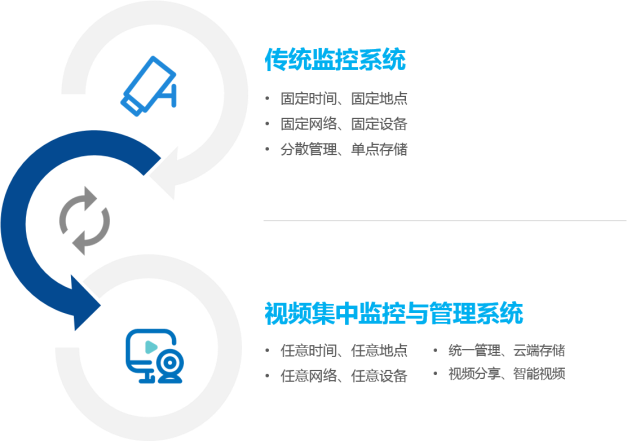 传统监控系统
• 固定时间、固定地点
• 固定网络、固定设备
• 分散管理、单点存储
视频集中监控与管理系统
• 任意时间、任意地点
• 任意网络、任意设备
• 统一管理、云端存储
• 视频分享、智能视频